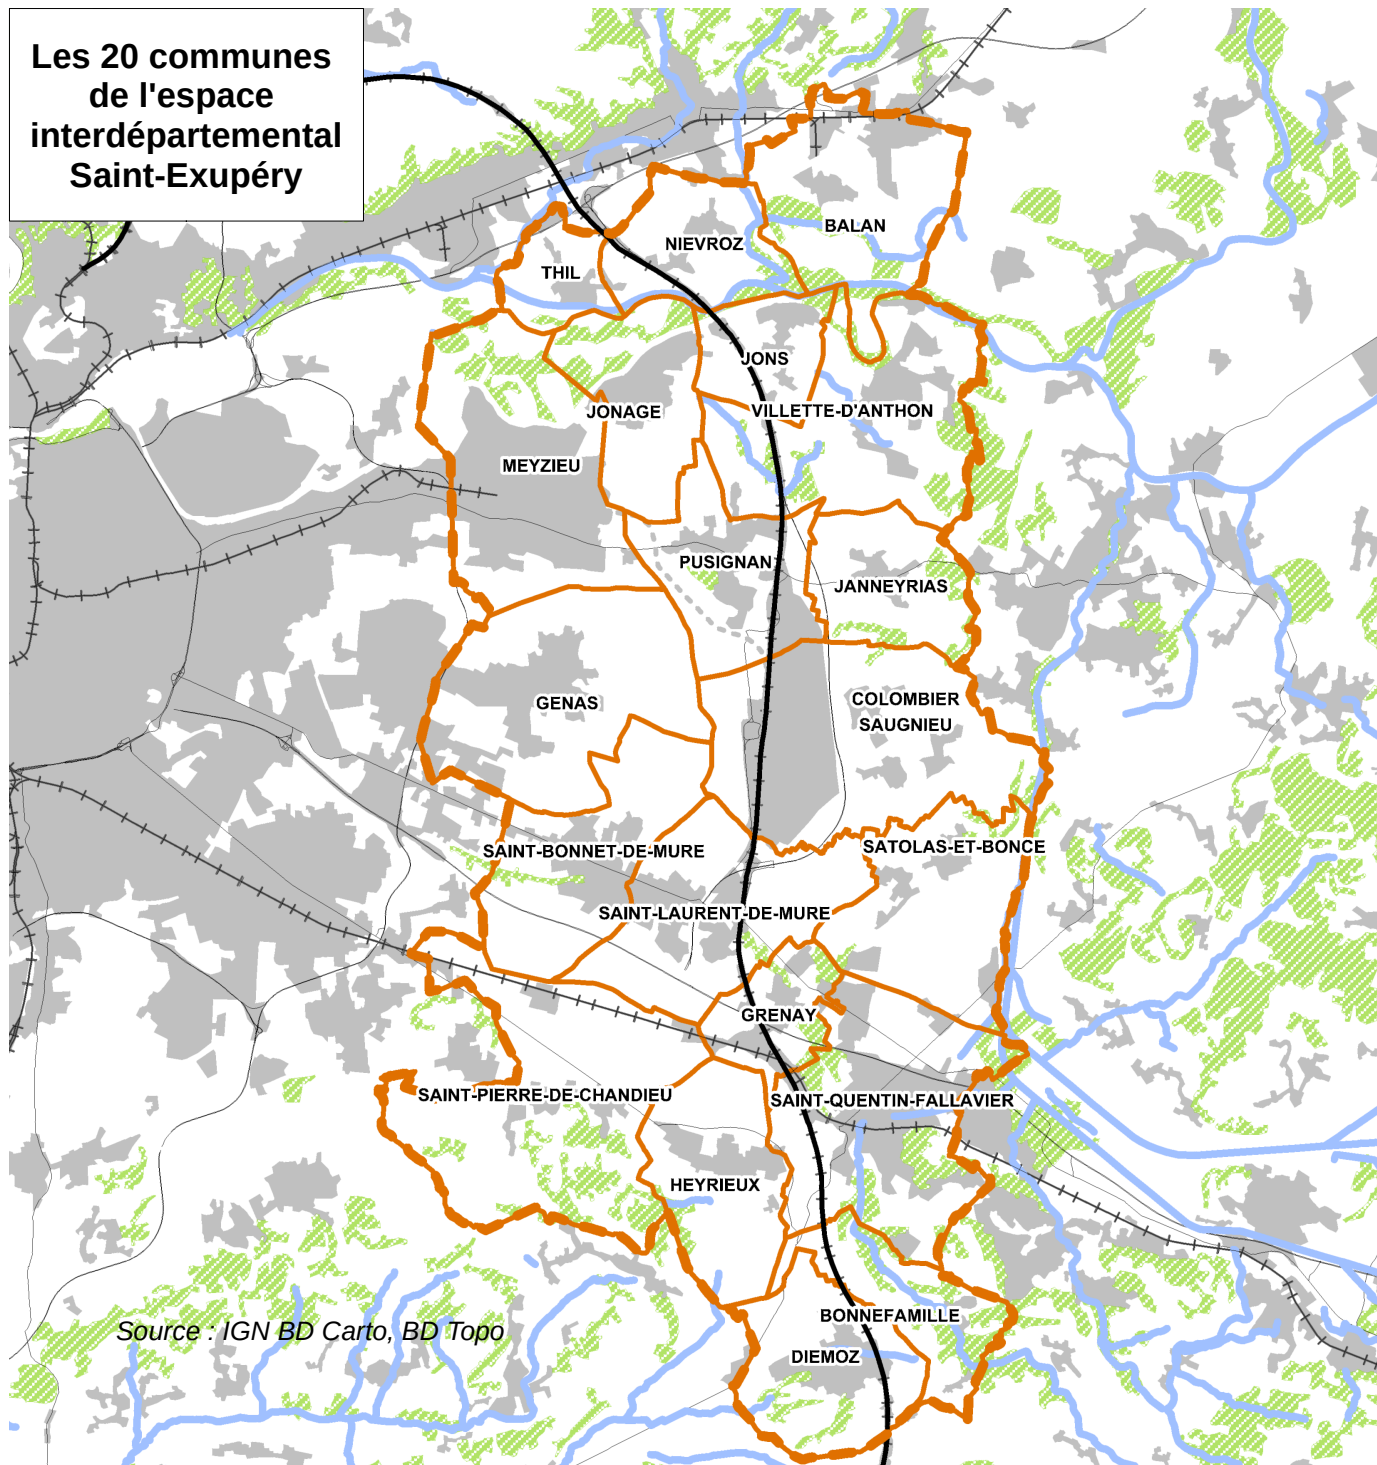 Les 20 communes
de l'espace
interdépartemental
Saint-Exupéry
BALAN
NIEVROZ
THIL
JONS
JONAGE
VILLETTE-D'ANTHON
MEYZIEU
PUSIGNAN
JANNEYRIAS
GENAS
COLOMBIER
SAUGNIEU
SAINT-BONNET-DE-MURE
SATOLAS-ET-BONCE
SAINT-LAURENT-DE-MURE
GRENAY
SAINT-PIERRE-DE-CHANDIEU
SAINT-QUENTIN-FALLAVIER
HEYRIEUX
BONNEFAMILLE
DIEMOZ
Source : IGN BD Carto, BD Topo